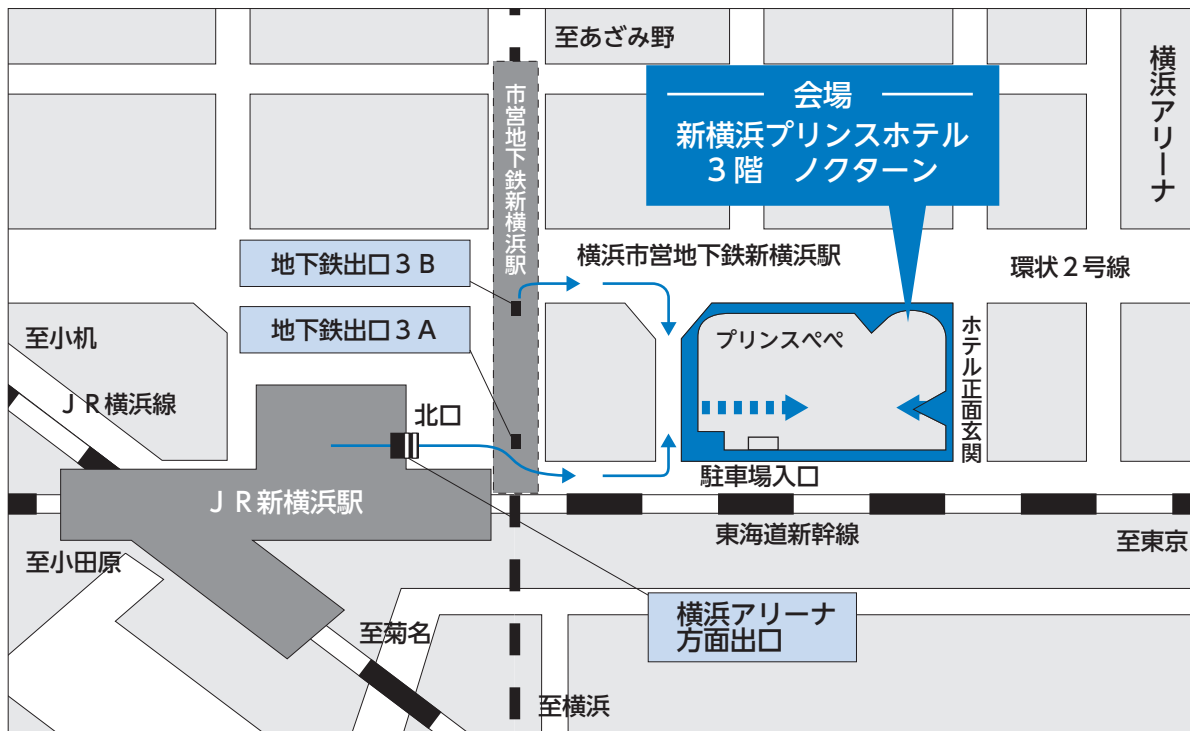 至あざみ野
横浜アリーナ
市営地下鉄新横浜駅
会場
新横浜プリンスホテル
3階　ノクターン
地下鉄出口3B
横浜市営地下鉄新横浜駅
環状2号線
至小机
地下鉄出口3A
プリンスぺぺ
ホテル正面玄関
JR横浜線
北口
駐車場入口
JR新横浜駅
東海道新幹線
至東京
至小田原
至菊名
横浜アリーナ
方面出口
至横浜